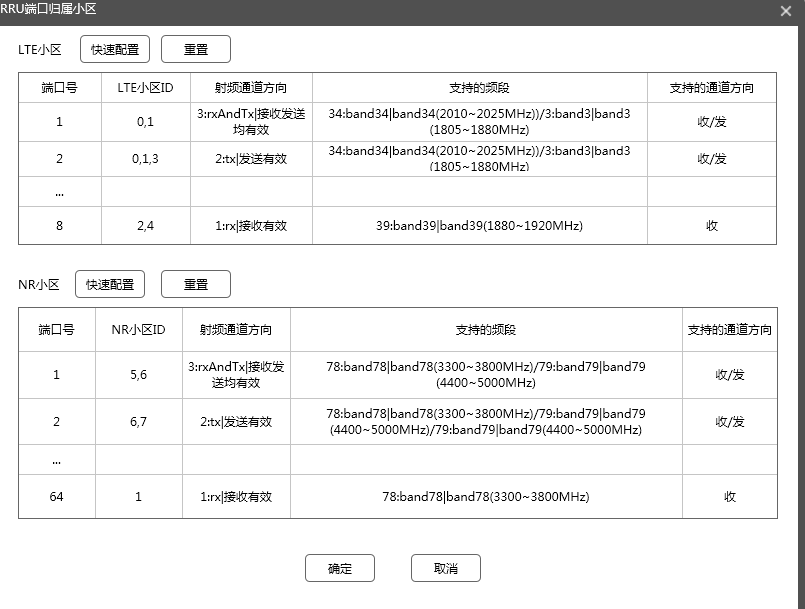 RRU端口归属小区
LTE小区 快速配置 重置
端口号 LTE小区ID 射频通道方向 支持的频段 支持的通道方向
1 0,1 3:rxAndTx|接收发送均有效 34:band34|band34(2010~2025MHz))/3:band3|band3(1805~1880MHz) 收/发
2 0,1,3 2:tx|发送有效 34:band34|band34(2010~2025MHz))/3:band3|band3(1805~1880MHz) 收/发
...
8 2,4 1:rx|接收有效 39:band39|band39(1880~1920MHz) 收
NR小区 快速配置 重置
端口号 NR小区ID 射频通道方向 支持的频段 支持的通道方向
1 5,6 3:rxAndTx|接收发送均有效 78:band78|band78(3300~3800MHz)/79:band79|band79(4400~5000MHz) 收/发
2 6,7 2:tx|发送有效 78:band78|band78(3300~3800MHz)/79:band79|band79(4400~5000MHz)/79:band79|band79(4400~5000MHz) 收/发
...
64 1 1:rx|接收有效 78:band78|band78(3300~3800MHz) 收
确定 取消